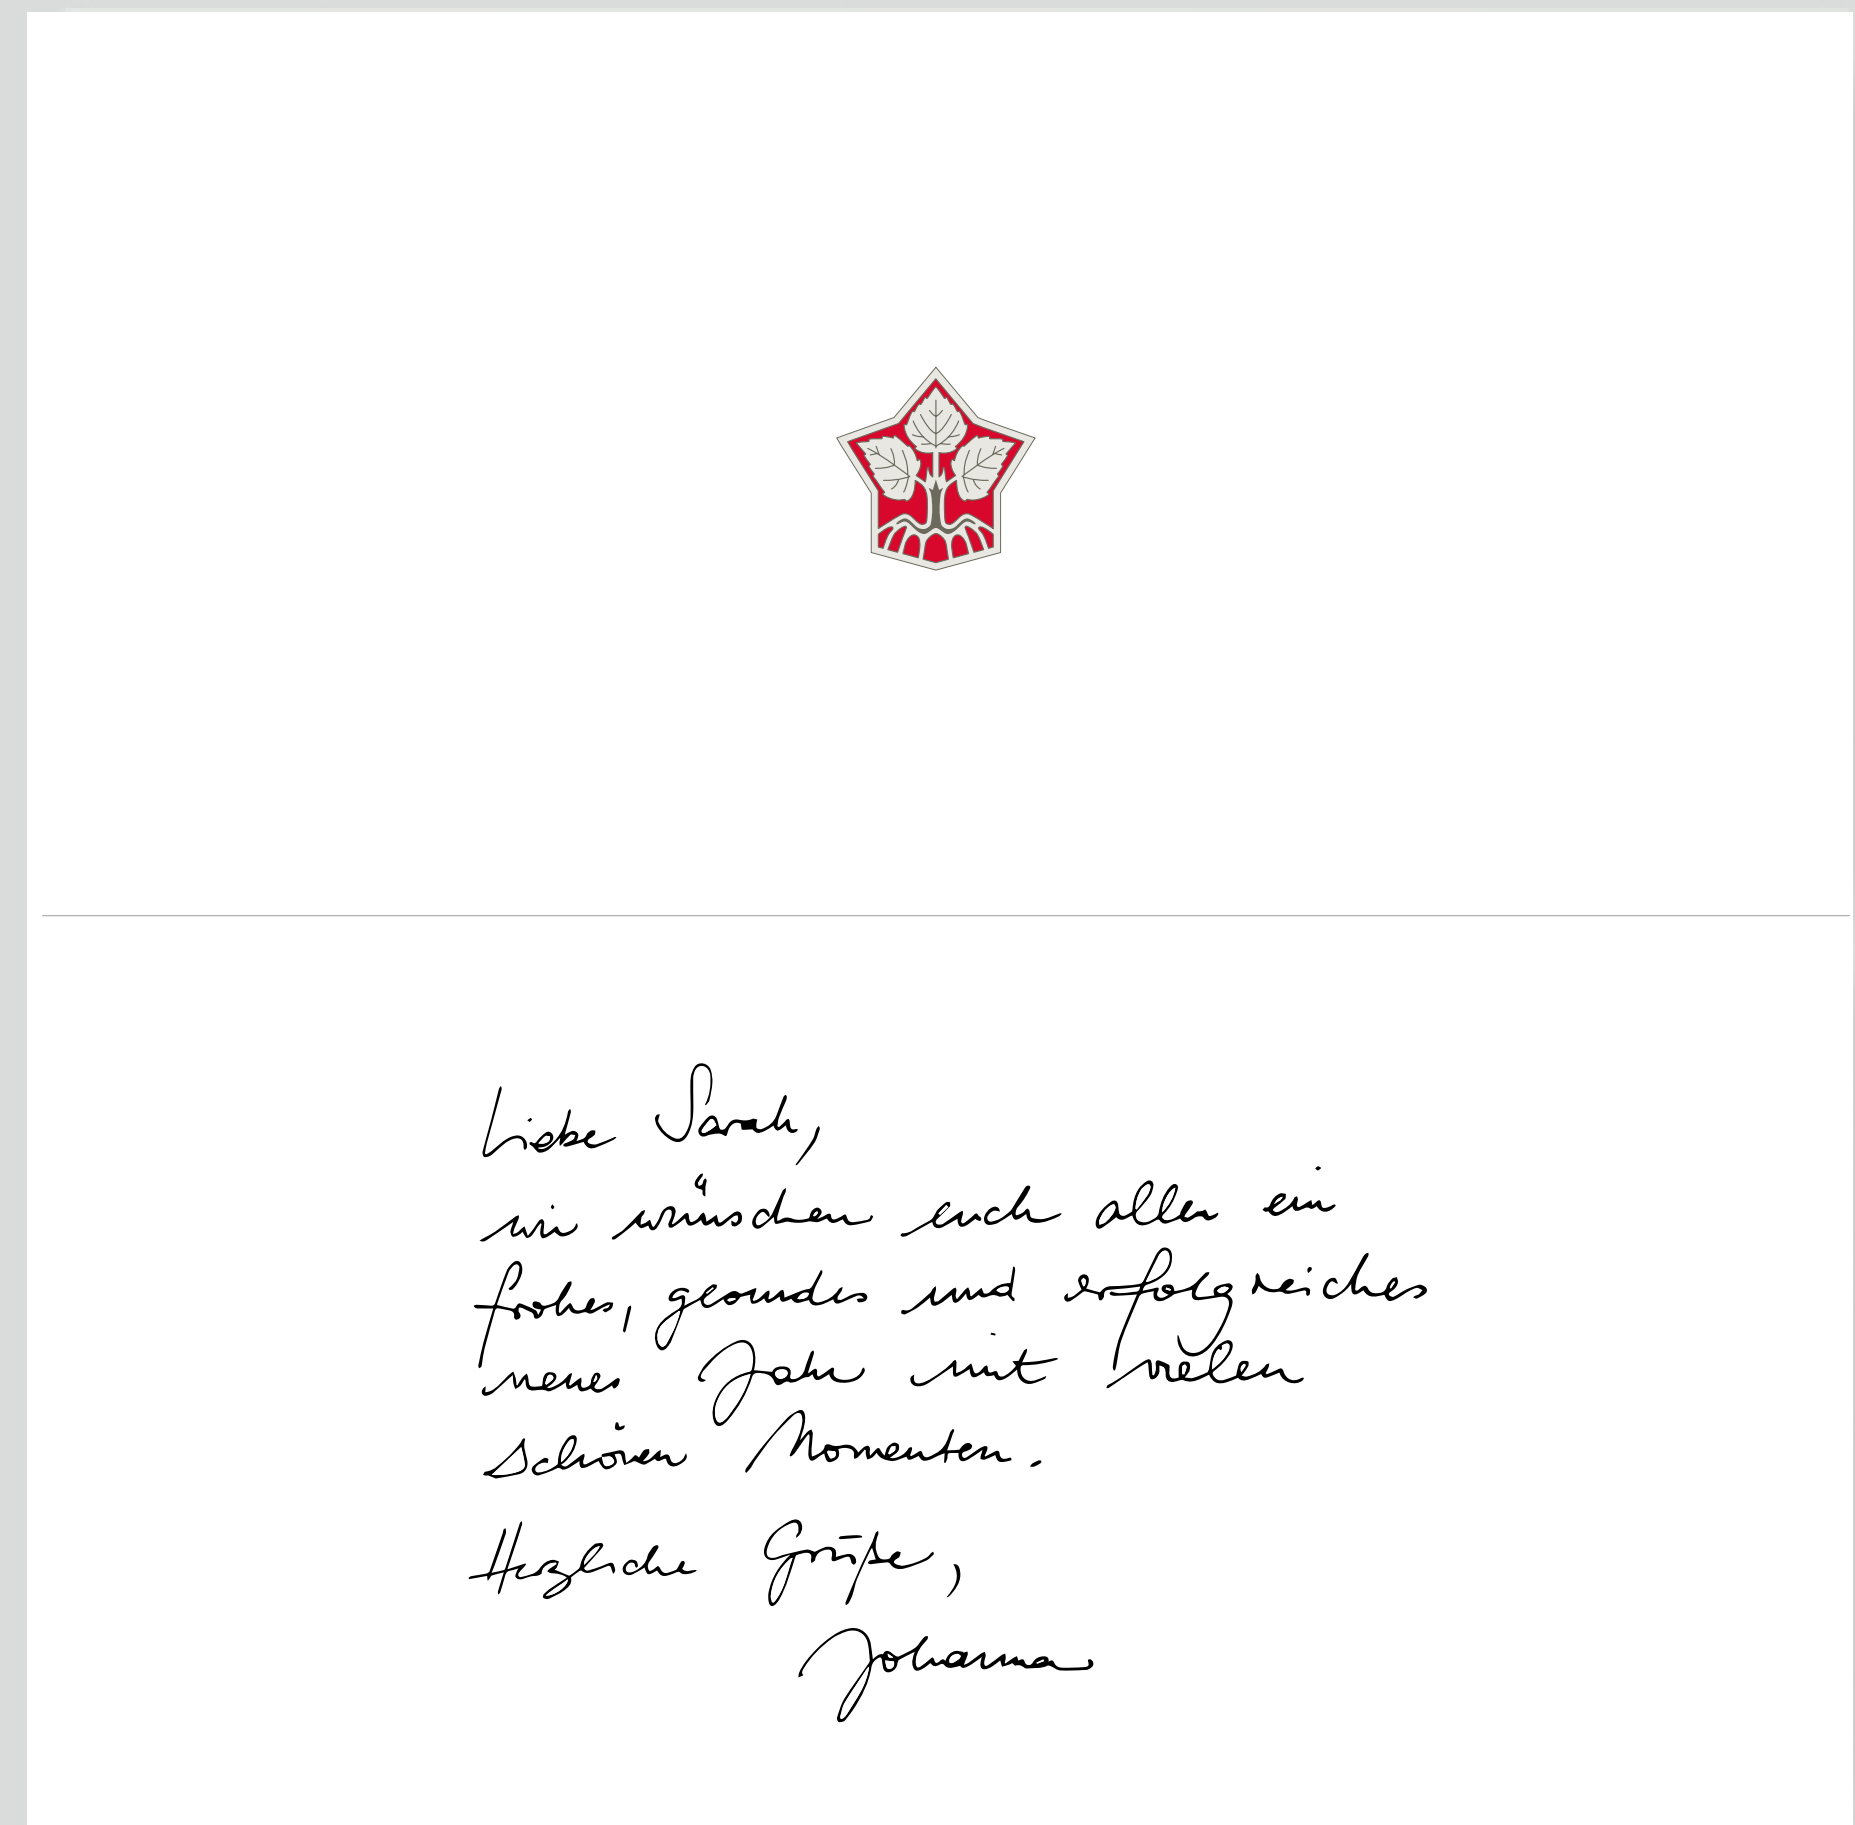 Liebe Sarah,
wir wünschen euch allen ein
frohes, gesundes und erfolgreiches
neues Jahr mit vielen
schönen Momenten.
Herzliche Grüße,
Johanna